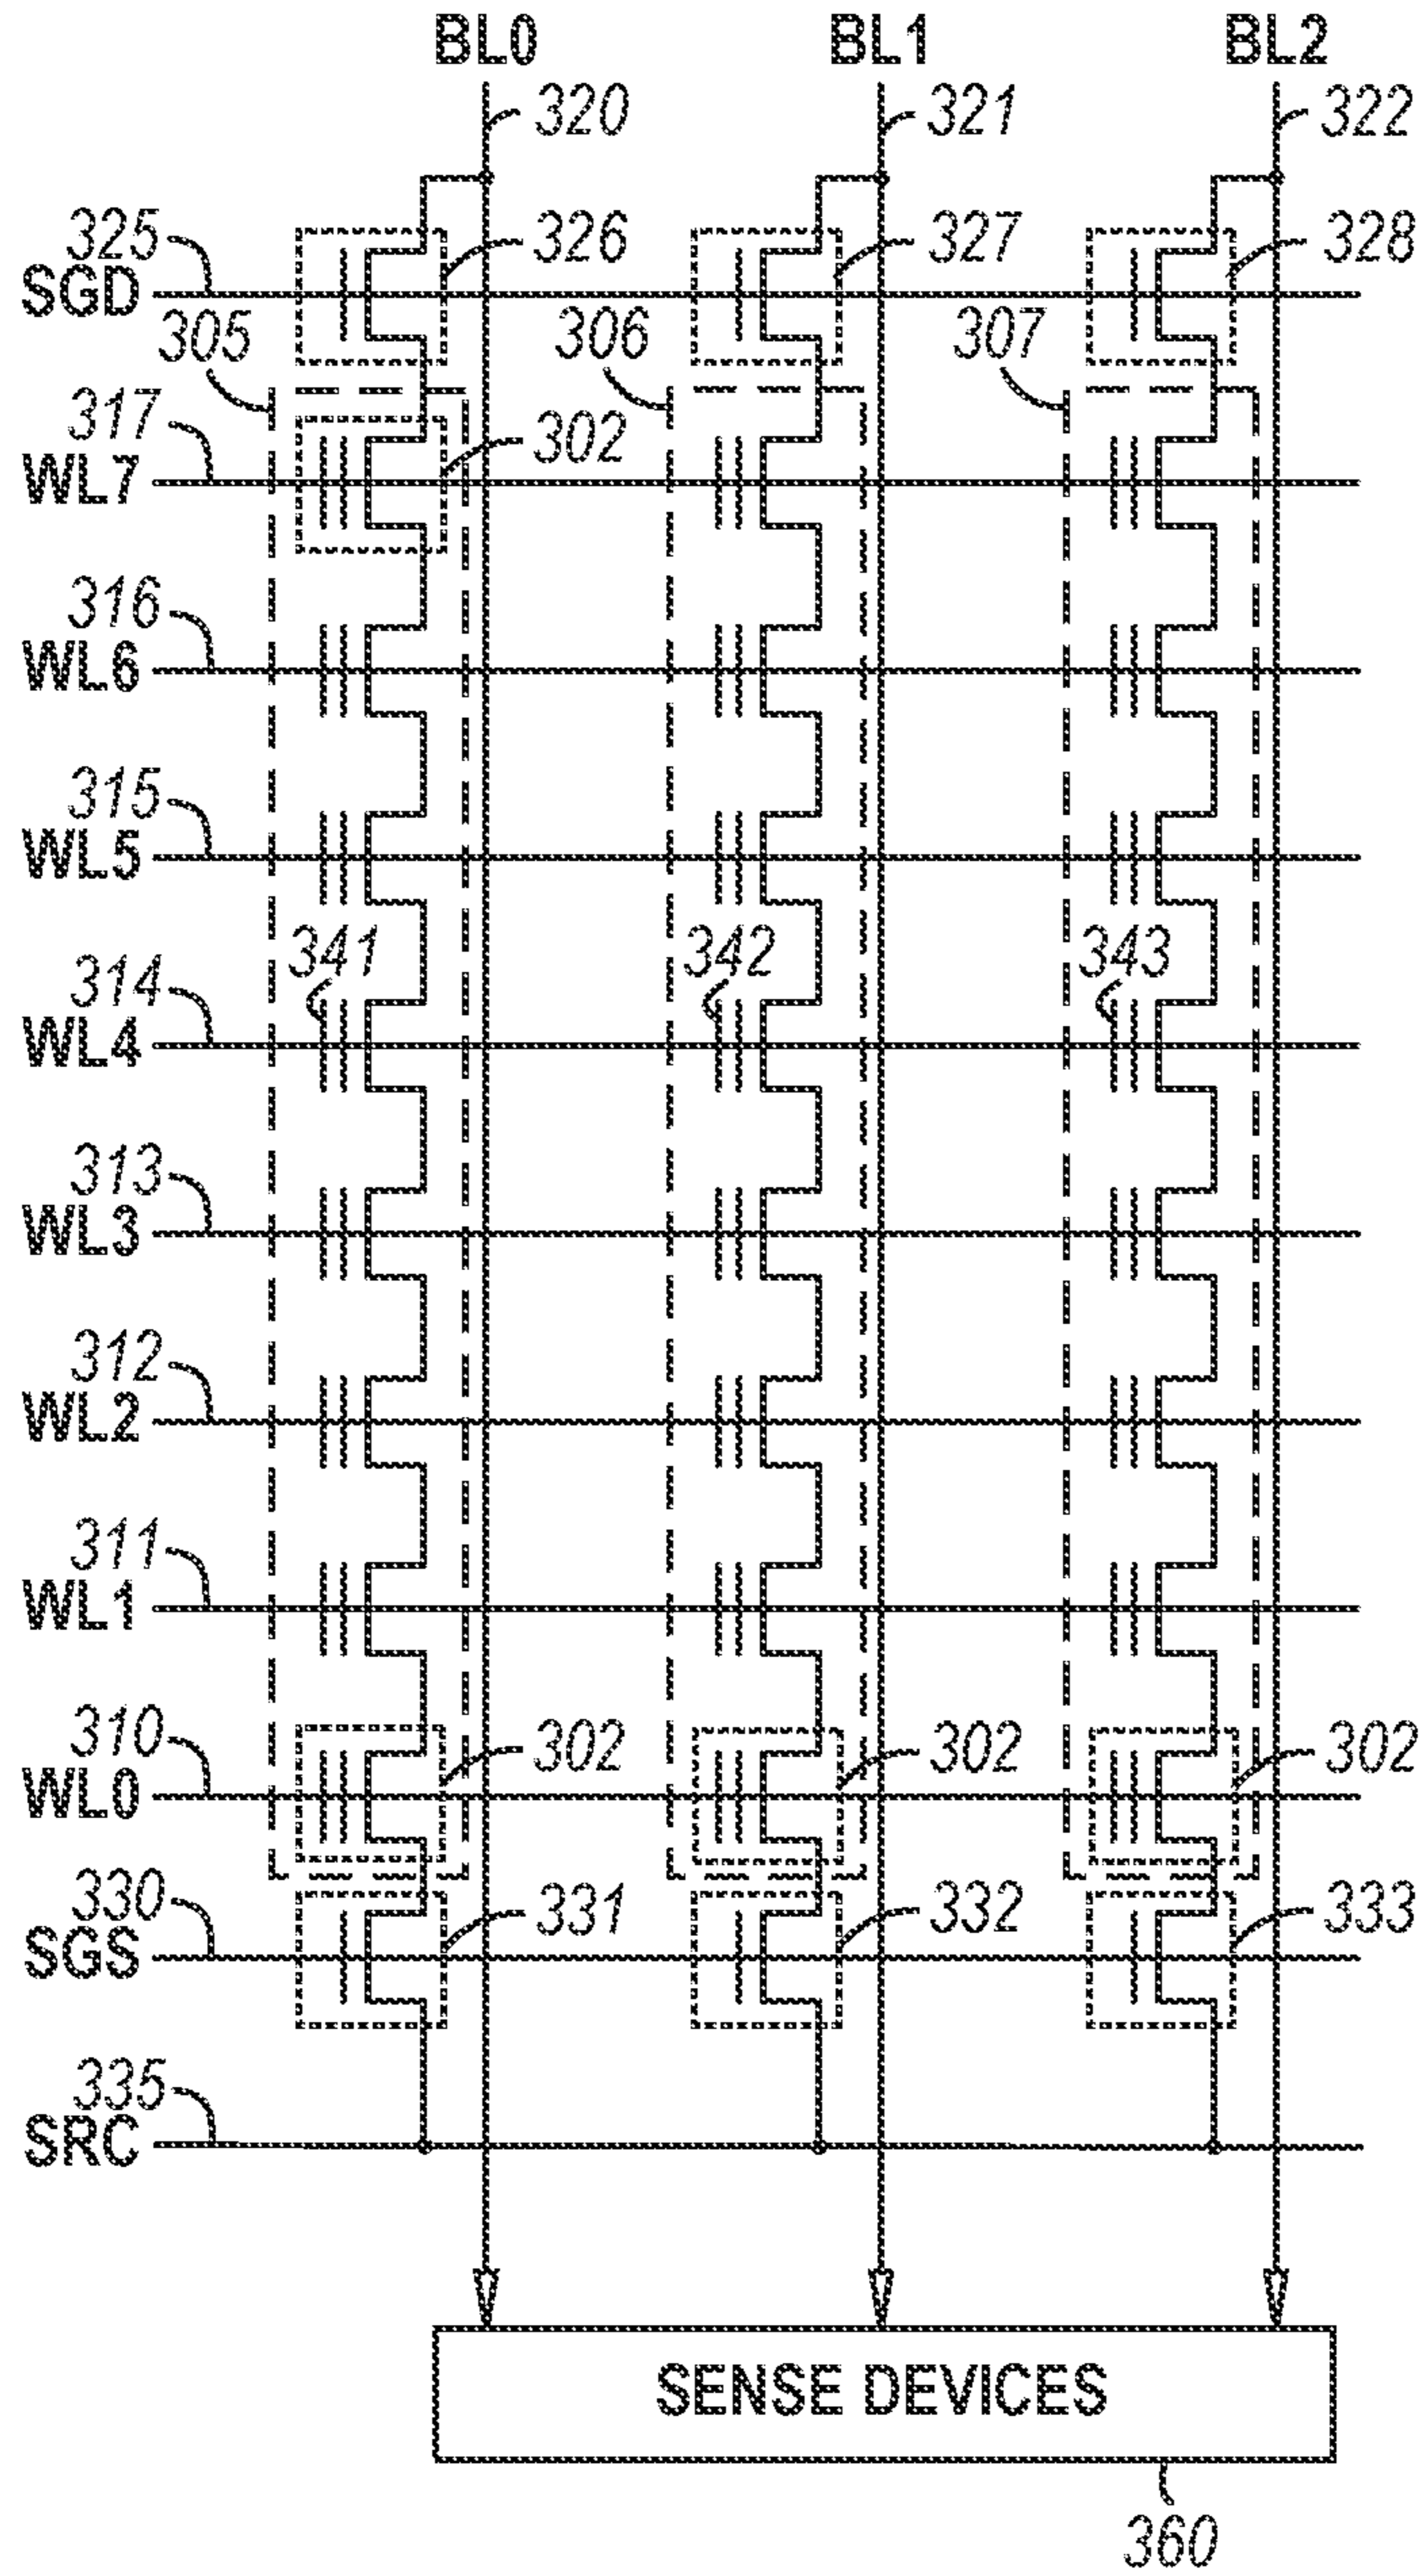 BL0 BL1 BL2
320 321 322
325 326 327 328
SGD
305 306 307
317 302
WL7
316
WL6
315
WL5
341 342 343
314
WL4
313
WL3
312
WL2
311
WL1
310 302 302 302
WL0
330 331 332 333
SGS
335
SRC
SENSE DEVICES
360